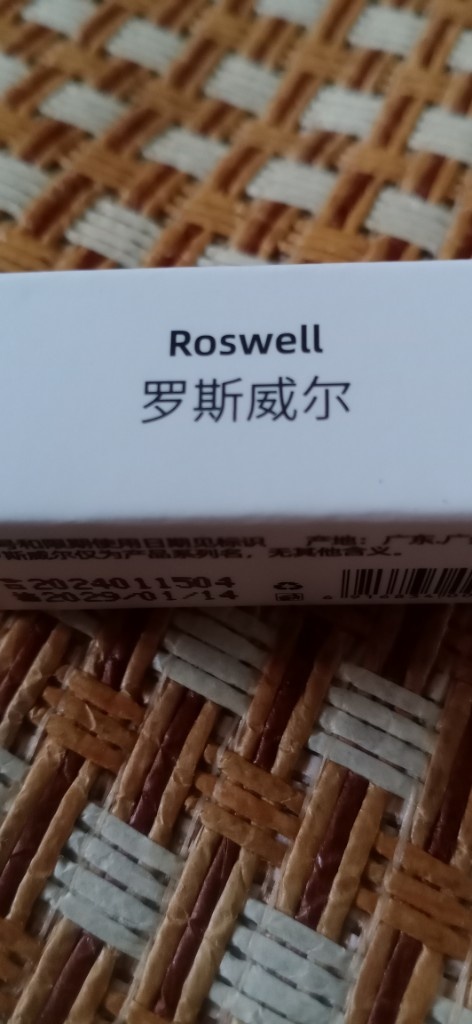 Roswell
罗斯威尔
和限期使用日期见标识 产地：广东.广
斯威尔仅为产品系列名，无其他含义。
2024011504
2029/01/14